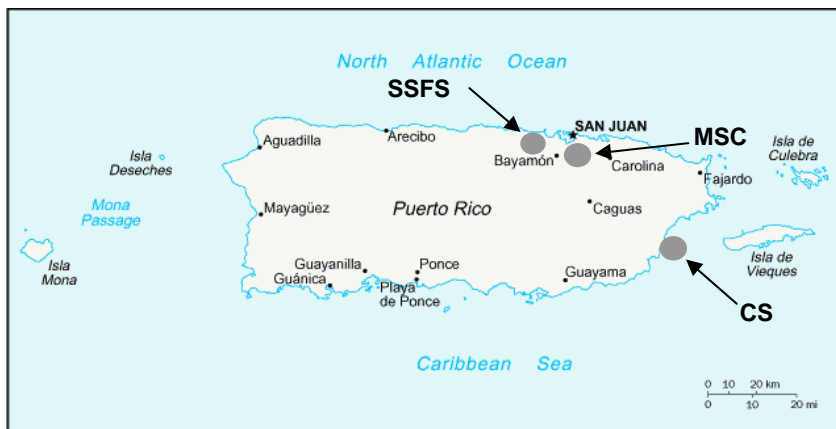 North Atlantic Ocean
SSFS
SAN JUAN
MSC
Isla de
Culebra
Aguadilla
Arecibo
Isla
Deseches
Bayamón
Carolina
Fajardo
Mona
Passage
Mayagüez
Puerto Rico
Caguas
Isla
Mona
Guayanilla
Guánica
Ponce
Playa
de Ponce
Guayama
Isla de
Vieques
CS
Caribbean Sea
0 10 20 km
0 10 20 mi